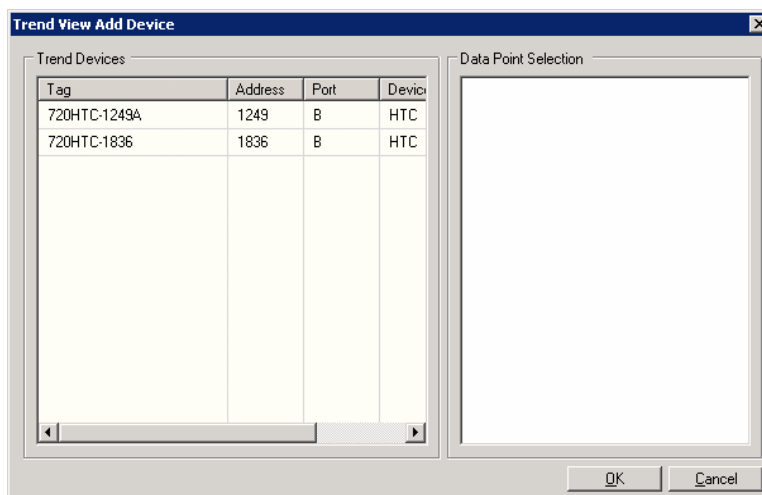 Trend View Add Device
Trend Devices
Data Point Selection
Tag Address Port Devic
720HTC-1249A 1249 B HTC
720HTC-1836 1836 B HTC
OK Cancel